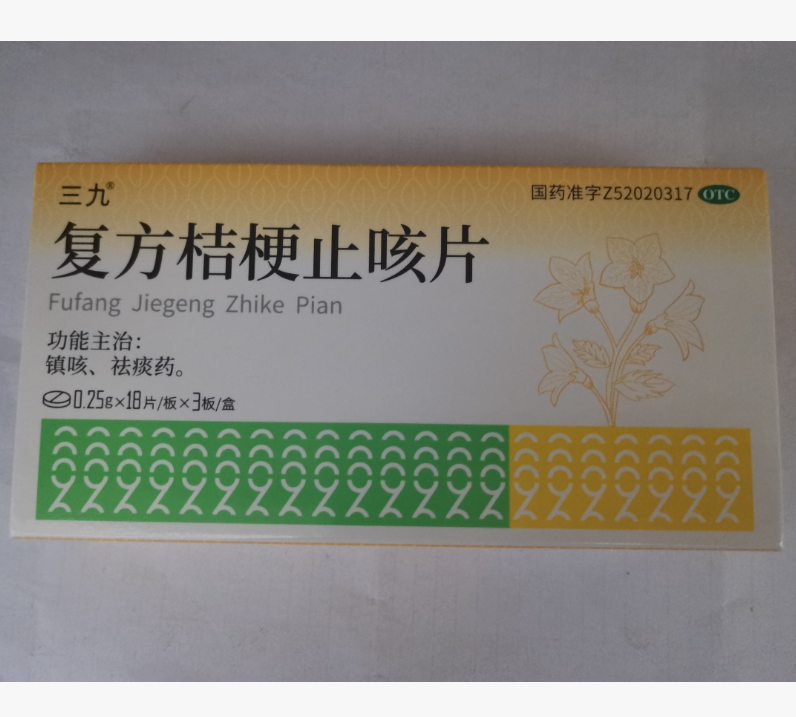 三九®
国药准字Z52020317 OTC
复方桔梗止咳片
Fufang Jiegeng Zhike Pian
功能主治：
镇咳、祛痰药。
0.25g×18片/板×3板/盒